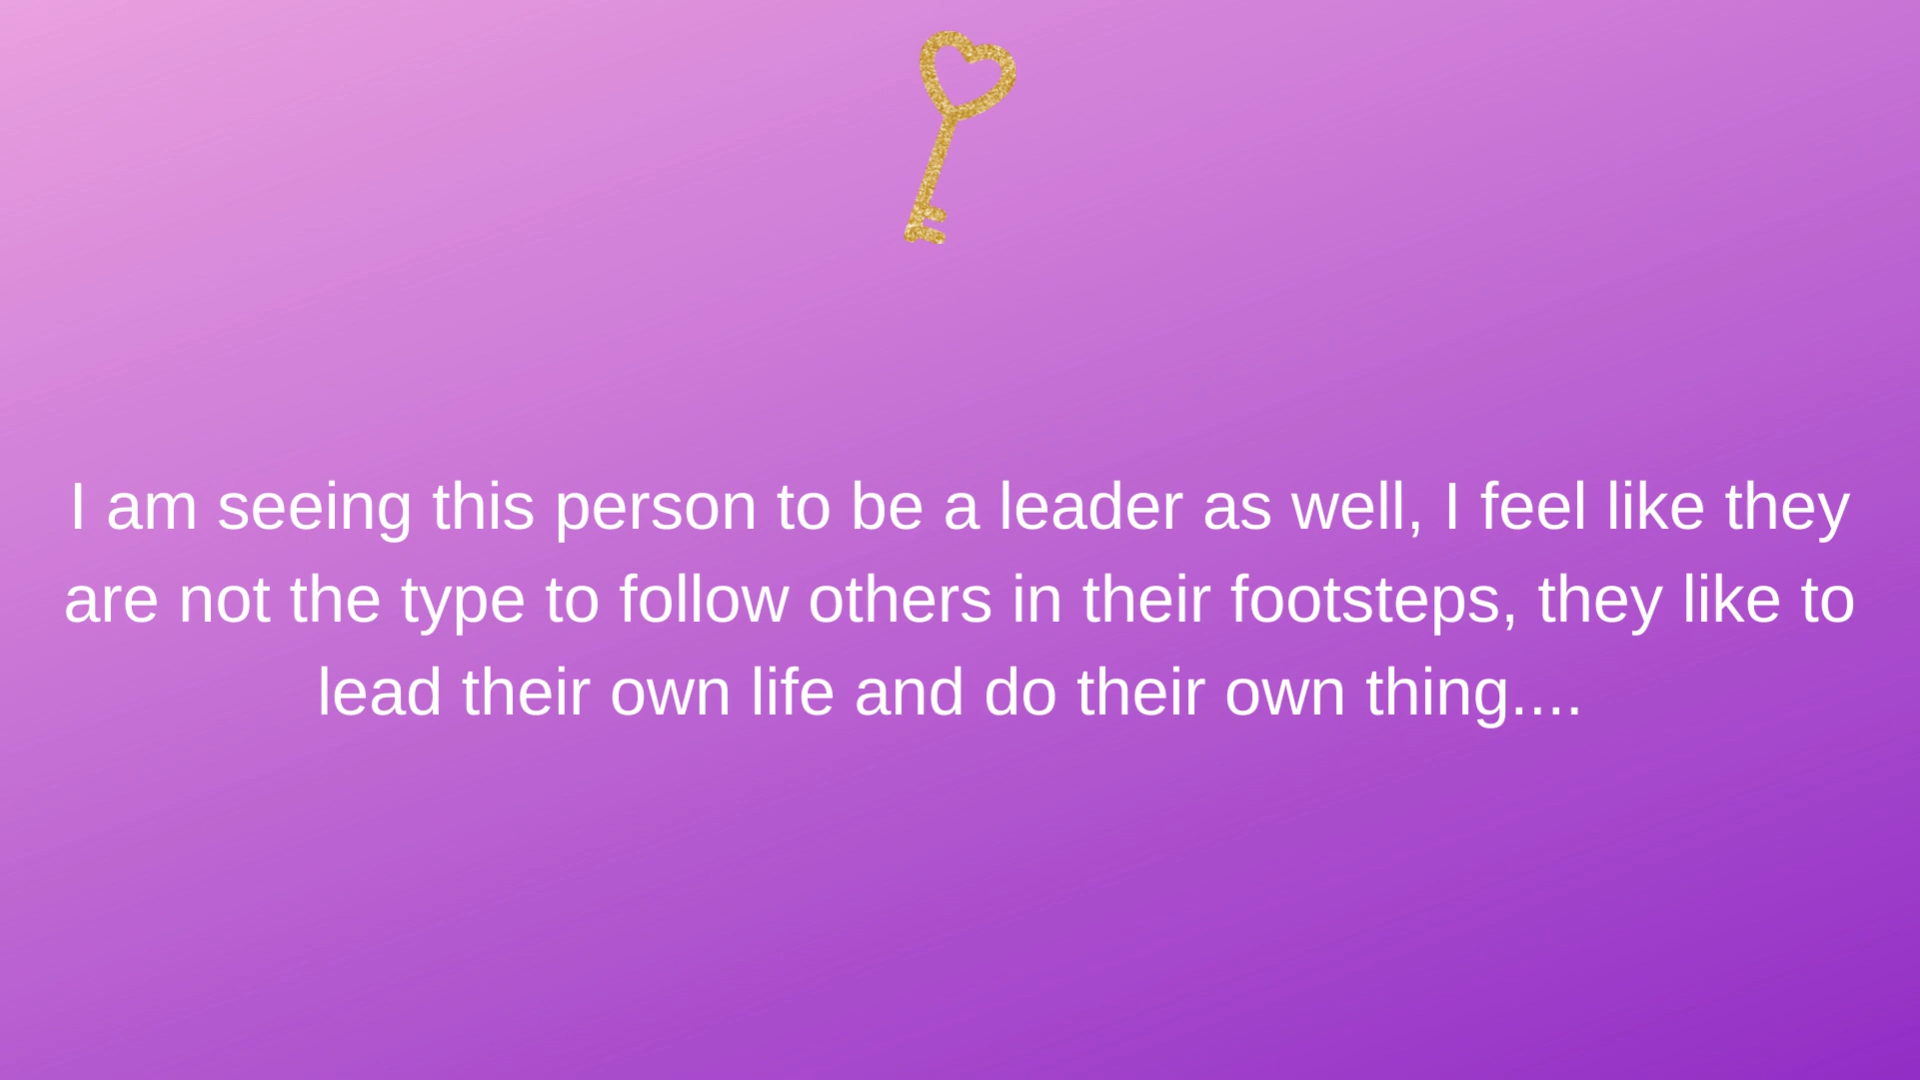 I am seeing this person to be a leader as well, I feel like they
are not the type to follow others in their footsteps, they like to
lead their own life and do their own thing....